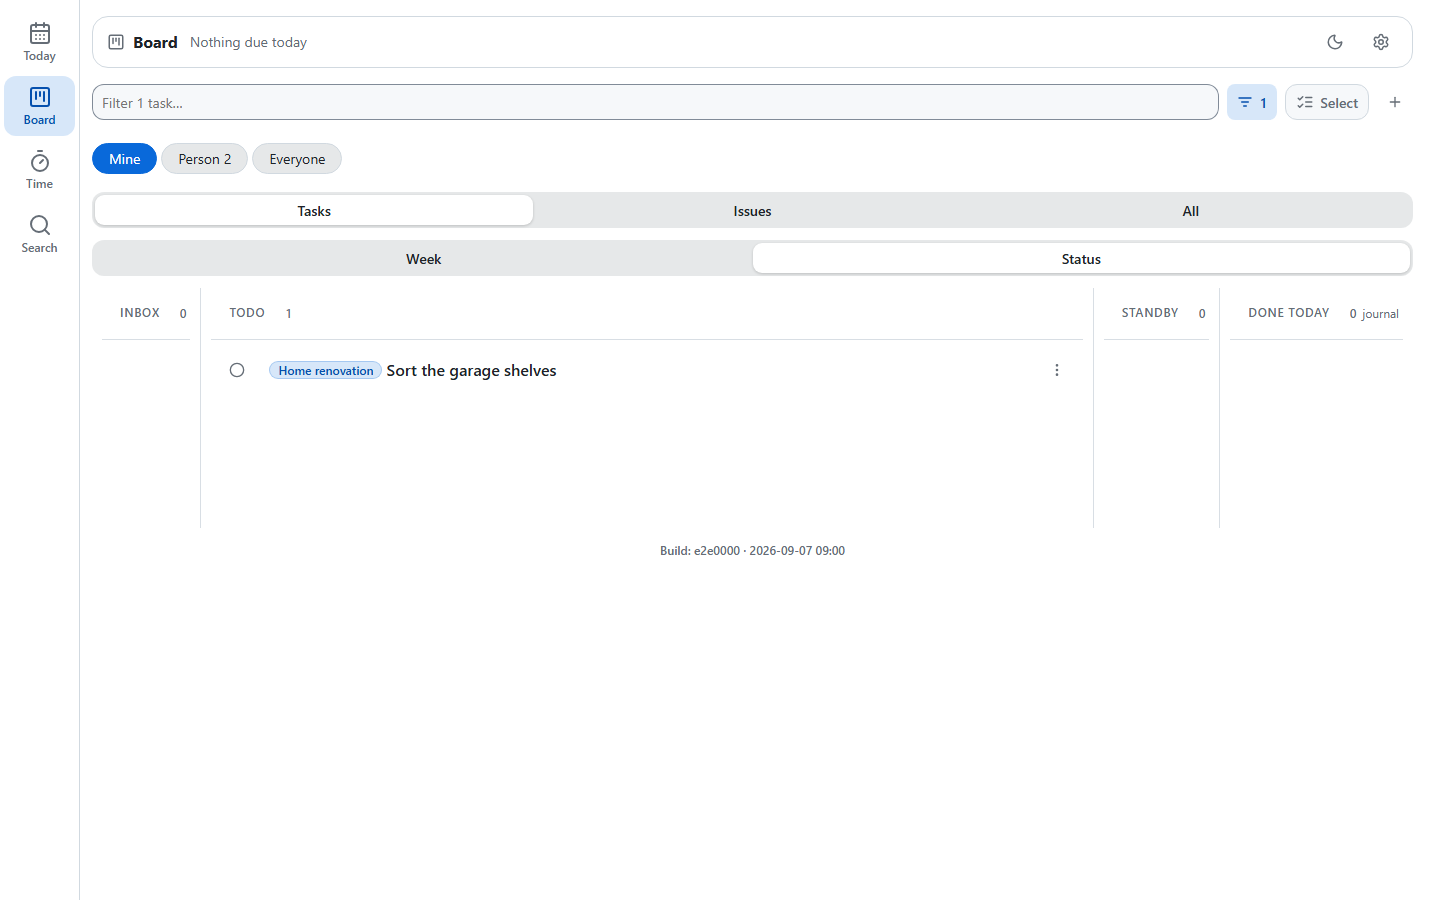 Today
Board
Time
Search
Board Nothing due today
Filter 1 task...
1
Select
Mine
Person 2
Everyone
Tasks
Issues
All
Week
Status
INBOX 0
TODO 1
STANDBY 0
DONE TODAY 0 journal
Home renovation Sort the garage shelves
Build: e2e0000 · 2026-09-07 09:00